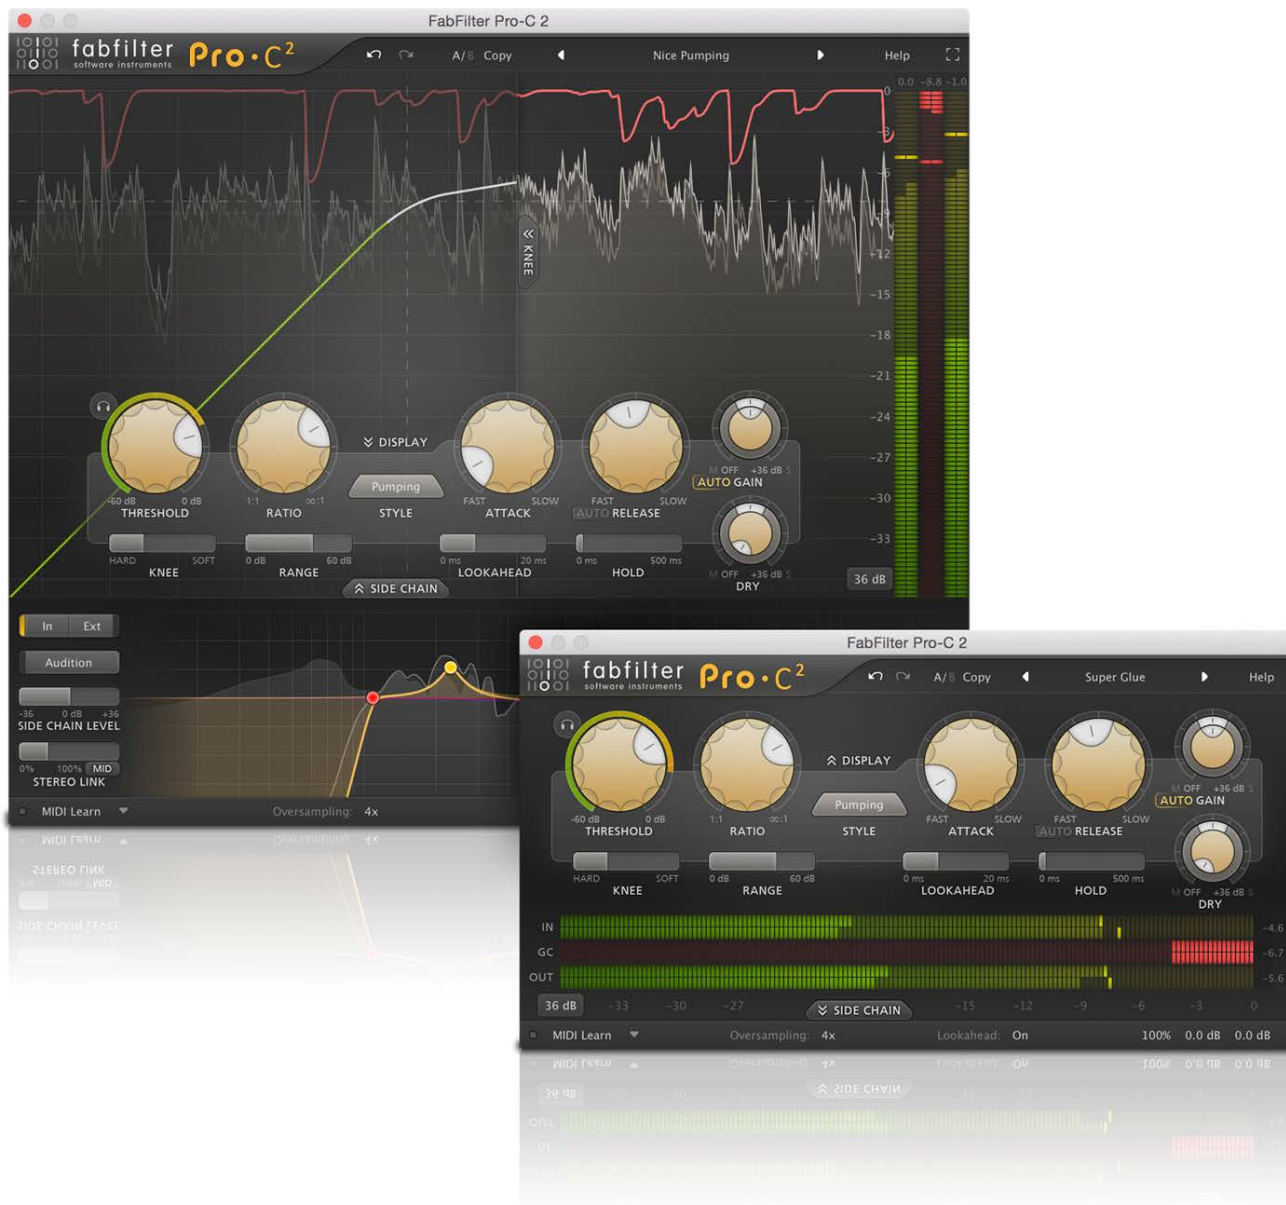 FabFilter Pro-C 2
fabfilter
software instruments
Pro·C²
A/B Copy
Nice Pumping
Help
0.0 -8.8 -1.0
0
-3
-6
-9
-12
-15
-18
-21
-24
-27
-30
-33
36 dB
KNEE
DISPLAY
Pumping
STYLE
-60 dB 0 dB
THRESHOLD
1:1 ∞:1
RATIO
FAST SLOW
ATTACK
FAST SLOW
AUTO RELEASE
M OFF +36 dB S
AUTO GAIN
HARD SOFT
KNEE
0 dB 60 dB
RANGE
0 ms 20 ms
LOOKAHEAD
0 ms 500 ms
HOLD
M OFF +36 dB S
DRY
SIDE CHAIN
In Ext
Audition
-36 0 dB +36
SIDE CHAIN LEVEL
0% 100% MID
STEREO LINK
MIDI Learn
Oversampling: 4x
FabFilter Pro-C 2
fabfilter
software instruments
Pro·C²
A/B Copy
Super Glue
Help
DISPLAY
Pumping
STYLE
-60 dB 0 dB
THRESHOLD
1:1 ∞:1
RATIO
FAST SLOW
ATTACK
FAST SLOW
AUTO RELEASE
M OFF +36 dB S
AUTO GAIN
HARD SOFT
KNEE
0 dB 60 dB
RANGE
0 ms 20 ms
LOOKAHEAD
0 ms 500 ms
HOLD
M OFF +36 dB S
DRY
IN -4.6
GC -6.7
OUT -5.6
36 dB -33 -30 -27 SIDE CHAIN -15 -12 -9 -6 -3 0
MIDI Learn Oversampling: 4x Lookahead: On 100% 0.0 dB 0.0 dB